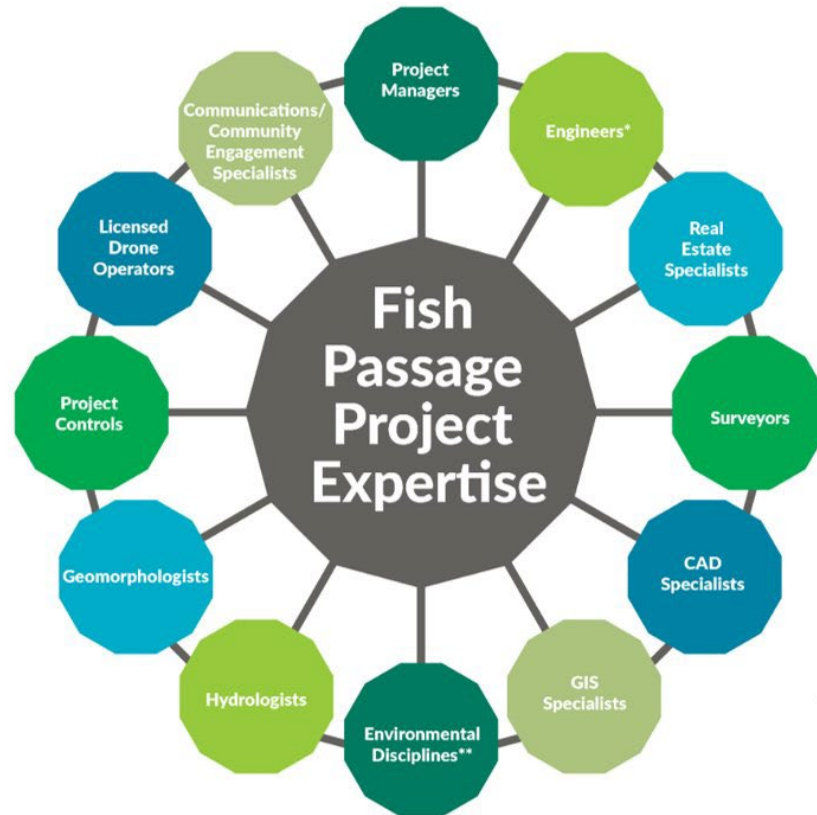 Project
Managers
Engineers*
Real
Estate
Specialists
Surveyors
CAD
Specialists
GIS
Specialists
Environmental
Disciplines**
Hydrologists
Geomorphologists
Project
Controls
Licensed
Drone
Operators
Communications/
Community
Engagement
Specialists
Fish
Passage
Project
Expertise